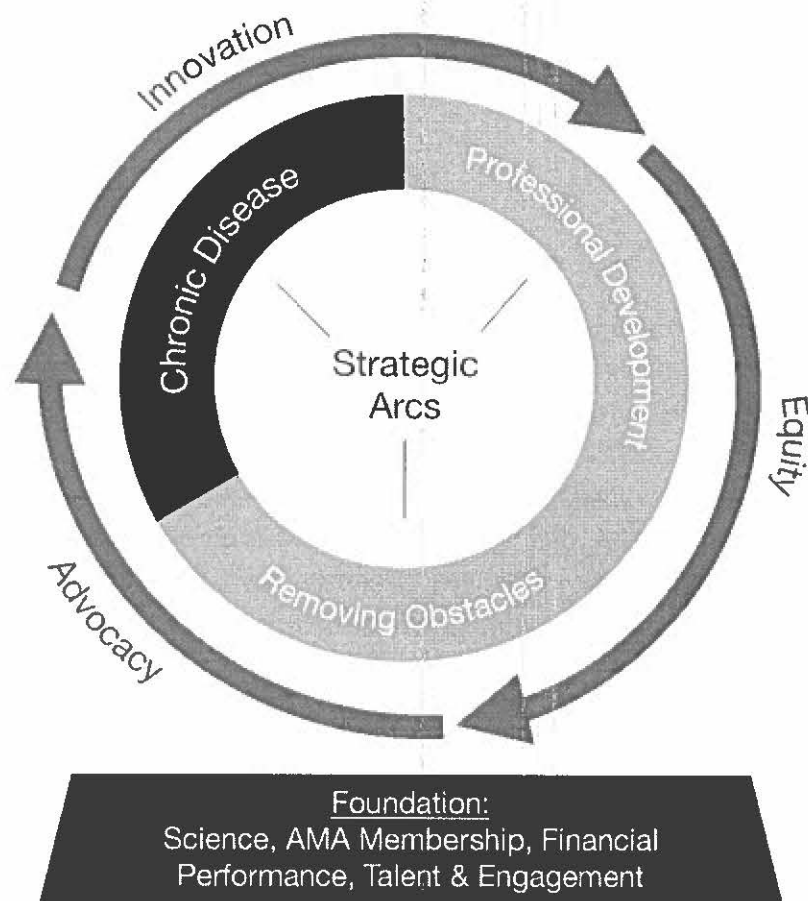 Innovation
Chronic Disease
Professional Development
Strategic
Arcs
Equity
Removing Obstacles
Advocacy
Foundation:
Science, AMA Membership, Financial
Performance, Talent & Engagement